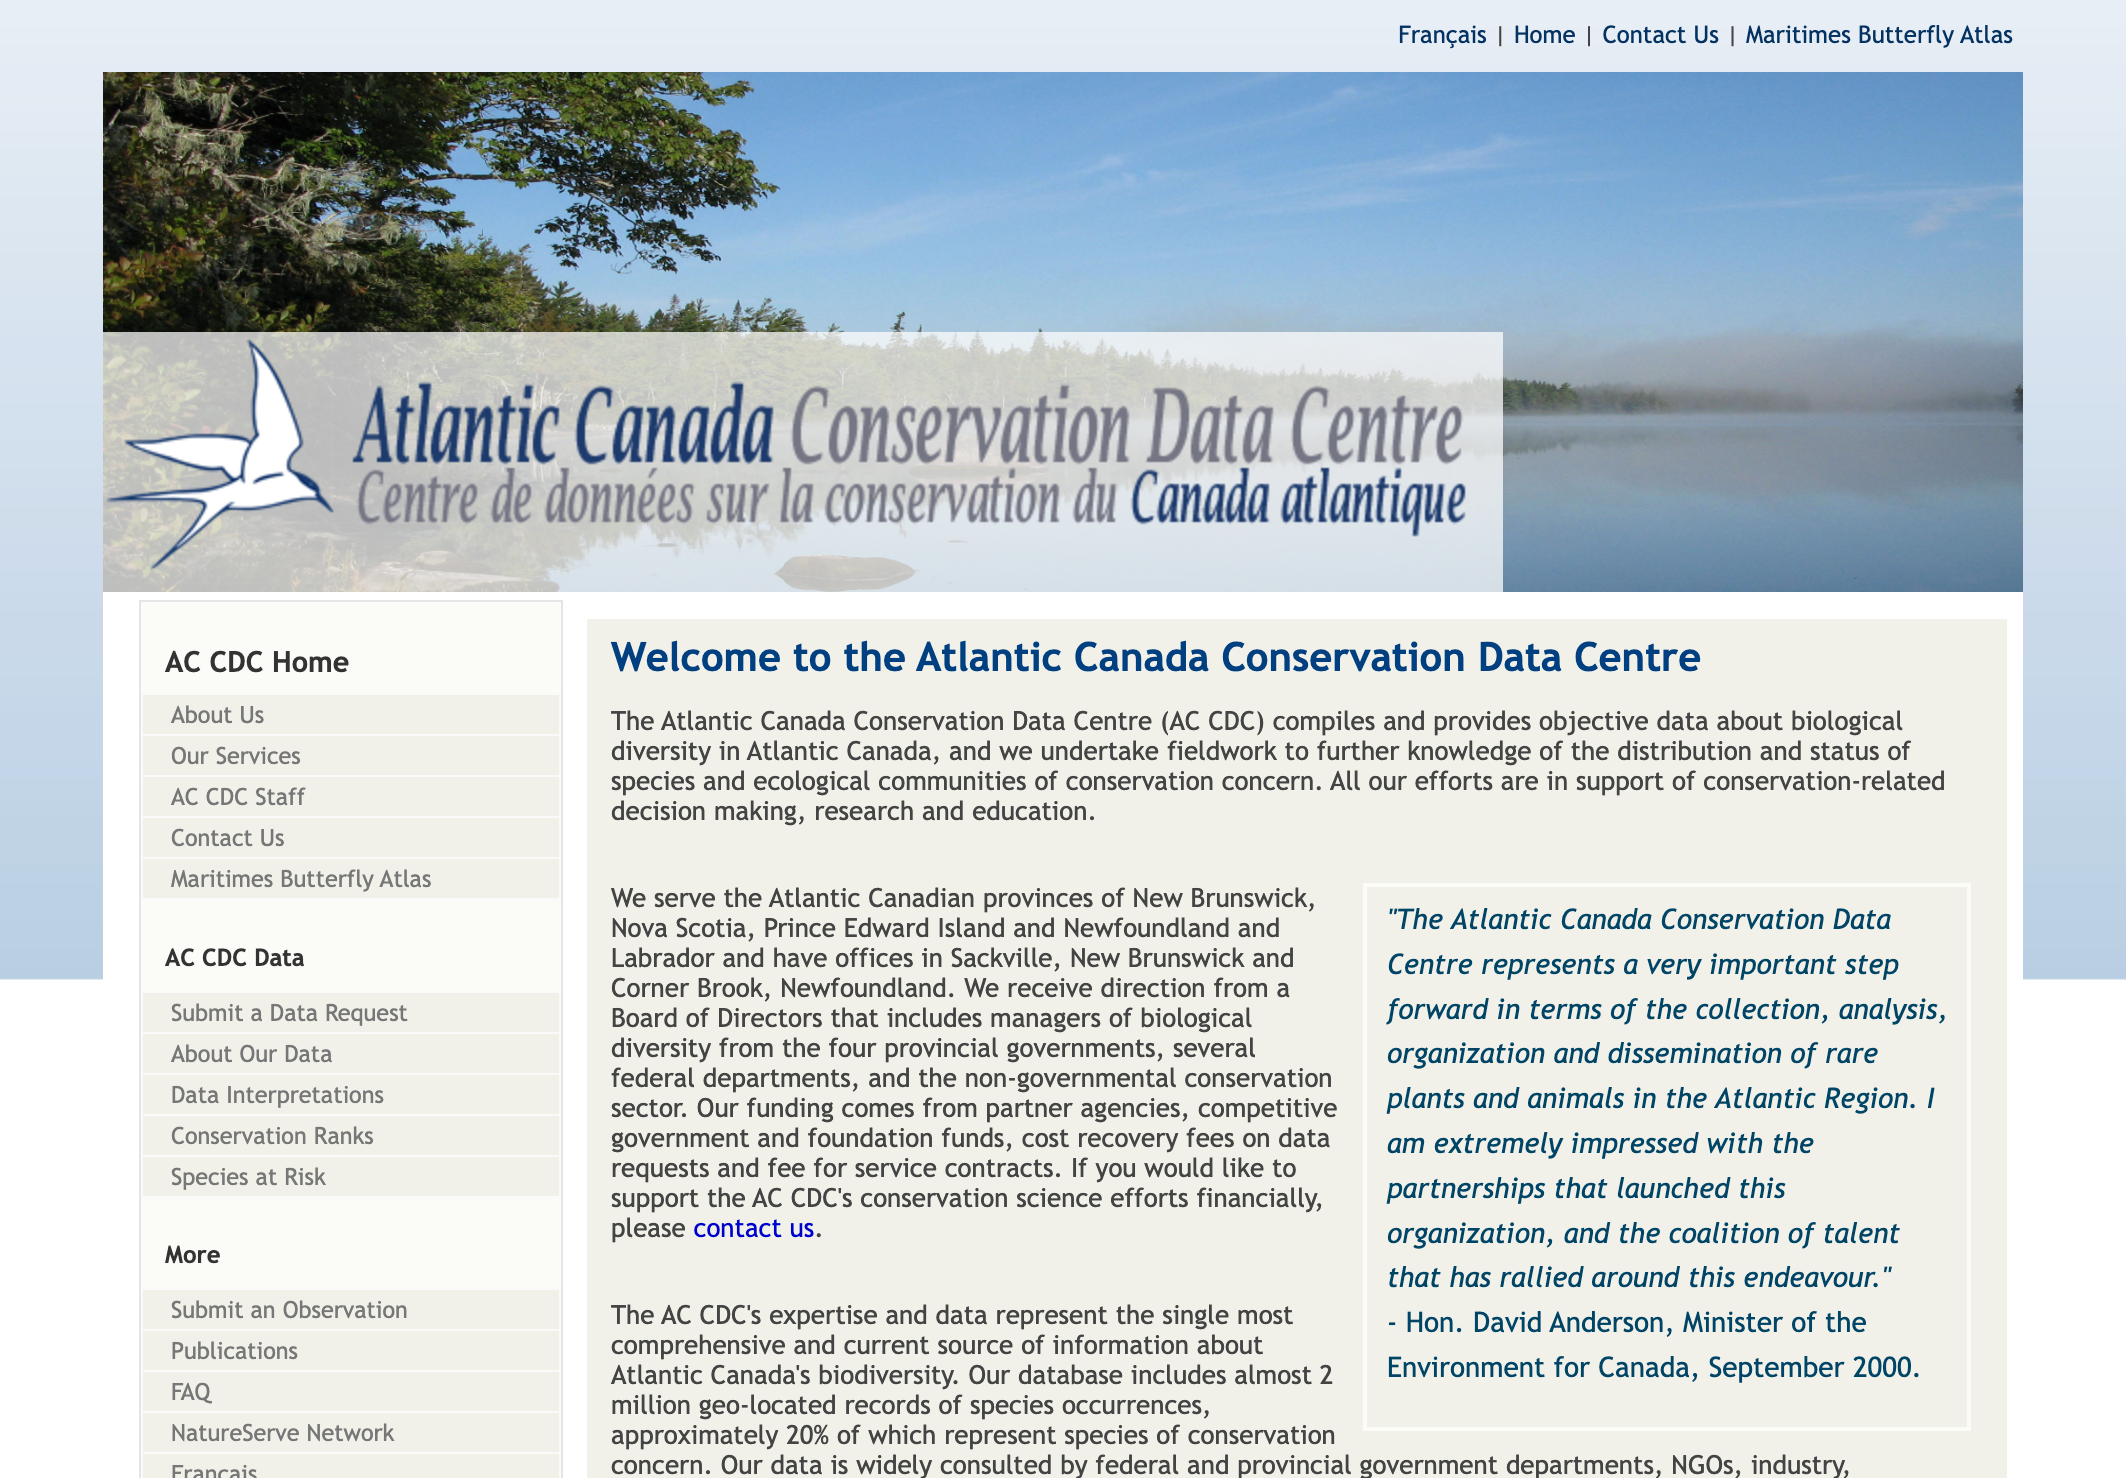 Français | Home | Contact Us | Maritimes Butterfly Atlas
Atlantic Canada Conservation Data Centre
Centre de données sur la conservation du Canada atlantique
AC CDC Home
About Us
Our Services
AC CDC Staff
Contact Us
Maritimes Butterfly Atlas
AC CDC Data
Submit a Data Request
About Our Data
Data Interpretations
Conservation Ranks
Species at Risk
More
Submit an Observation
Publications
FAQ
NatureServe Network
Français
Welcome to the Atlantic Canada Conservation Data Centre
The Atlantic Canada Conservation Data Centre (AC CDC) compiles and provides objective data about biological
diversity in Atlantic Canada, and we undertake fieldwork to further knowledge of the distribution and status of
species and ecological communities of conservation concern. All our efforts are in support of conservation-related
decision making, research and education.
We serve the Atlantic Canadian provinces of New Brunswick,
Nova Scotia, Prince Edward Island and Newfoundland and
Labrador and have offices in Sackville, New Brunswick and
Corner Brook, Newfoundland. We receive direction from a
Board of Directors that includes managers of biological
diversity from the four provincial governments, several
federal departments, and the non-governmental conservation
sector. Our funding comes from partner agencies, competitive
government and foundation funds, cost recovery fees on data
requests and fee for service contracts. If you would like to
support the AC CDC's conservation science efforts financially,
please contact us.
"The Atlantic Canada Conservation Data
Centre represents a very important step
forward in terms of the collection, analysis,
organization and dissemination of rare
plants and animals in the Atlantic Region. I
am extremely impressed with the
partnerships that launched this
organization, and the coalition of talent
that has rallied around this endeavour."
- Hon. David Anderson, Minister of the
Environment for Canada, September 2000.
The AC CDC's expertise and data represent the single most
comprehensive and current source of information about
Atlantic Canada's biodiversity. Our database includes almost 2
million geo-located records of species occurrences,
approximately 20% of which represent species of conservation
concern. Our data is widely consulted by federal and provincial government departments, NGOs, industry,